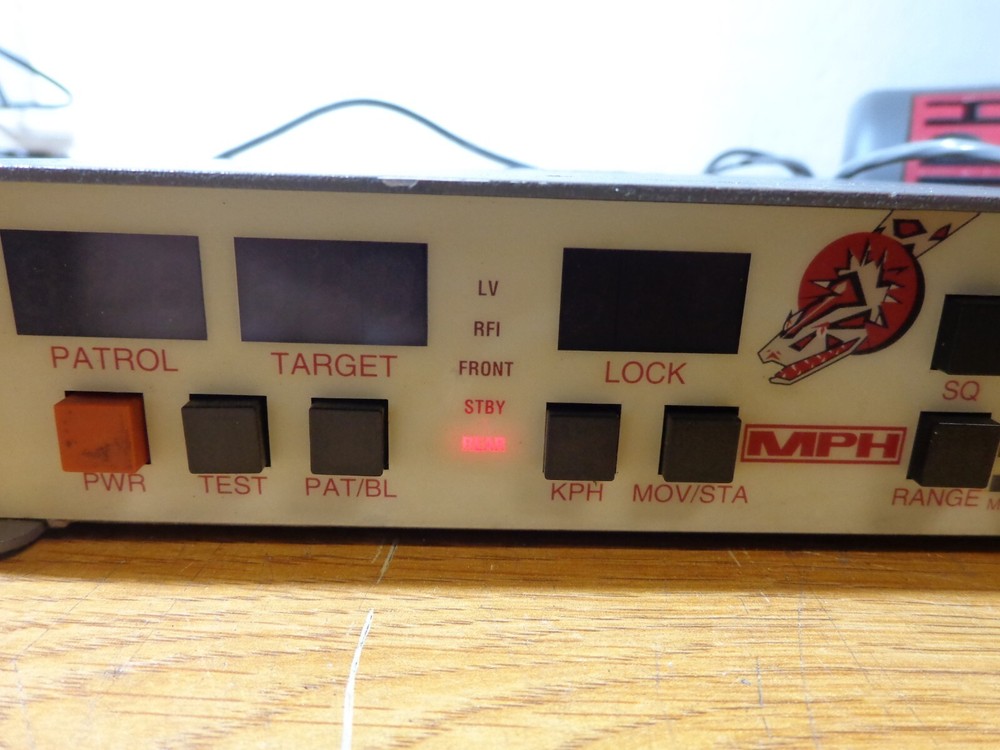 PATROL
TARGET
LV
RFI
FRONT
STBY
REAR
LOCK
SQ
PWR
TEST
PAT/BL
KPH
MOV/STA
MPH
RANGE